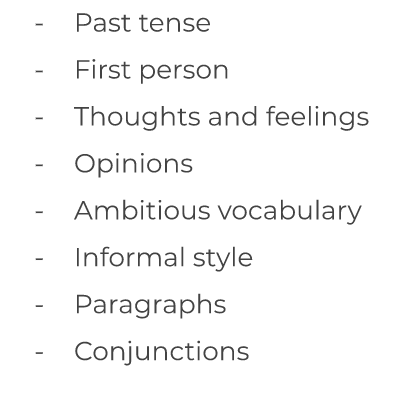 - Past tense
- First person
- Thoughts and feelings
- Opinions
- Ambitious vocabulary
- Informal style
- Paragraphs
- Conjunctions